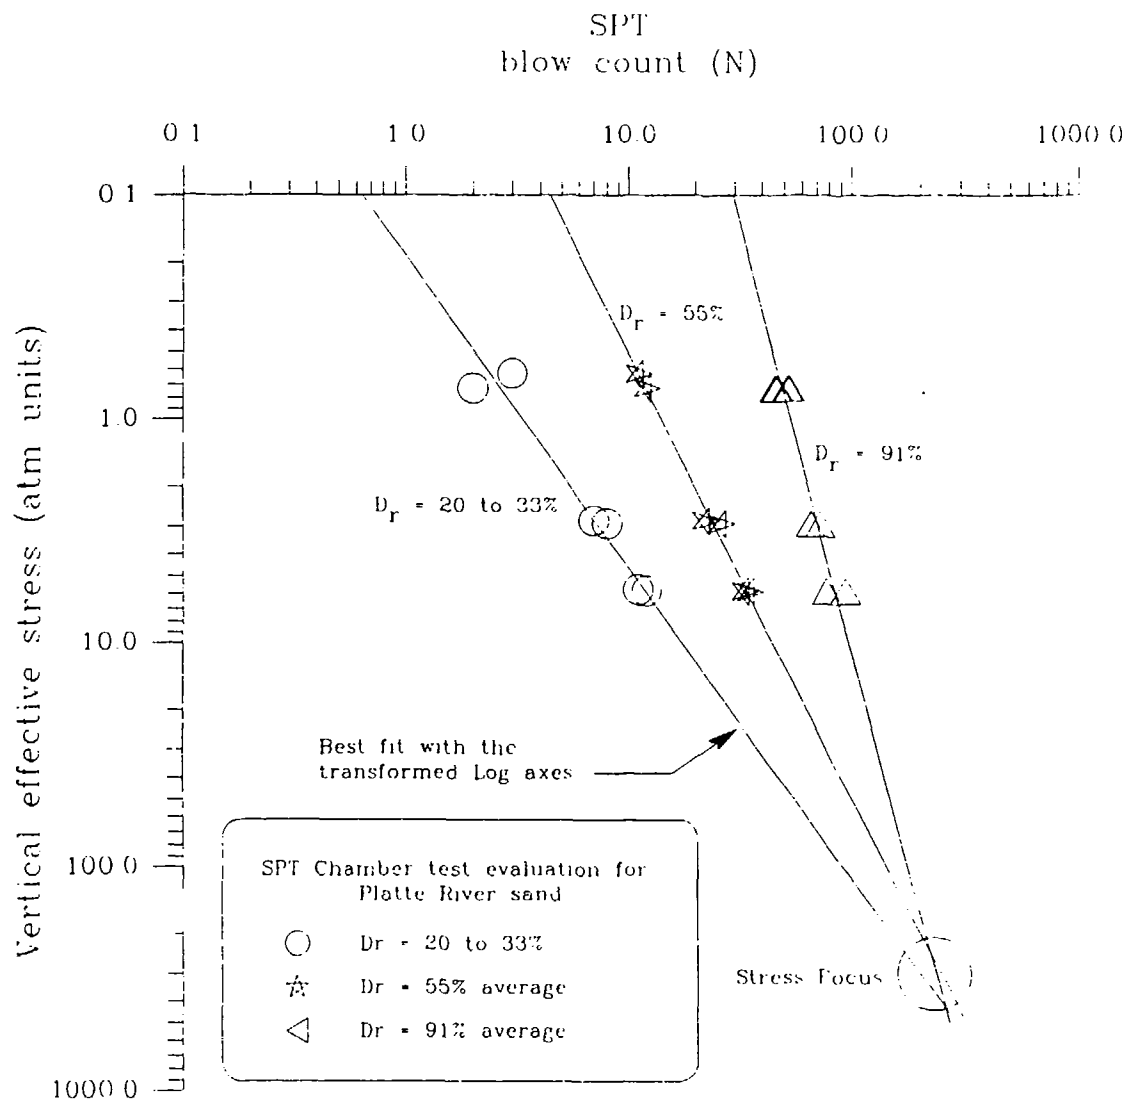 SPT
blow count (N)
0.1 1.0 10.0 100.0 1000.0
0.1
1.0
10.0
100.0
1000.0
Vertical effective stress (atm units)
Dr = 55%
Dr = 91%
Dr = 20 to 33%
Best fit with the
transformed Log axes
SPT Chamber test evaluation for
Platte River sand
Dr = 20 to 33%
Dr = 55% average
Dr = 91% average
Stress Focus